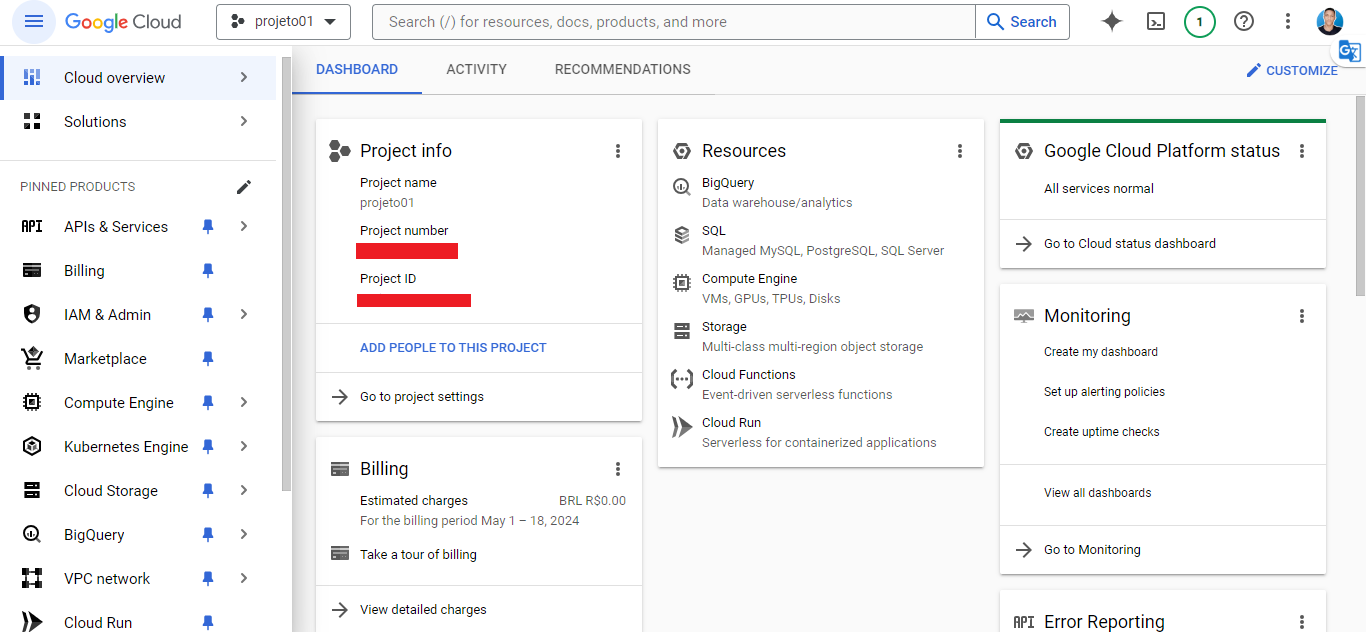 Google Cloud
projeto01
Search (/) for resources, docs, products, and more
Search
1
Cloud overview
Solutions
PINNED PRODUCTS
API APIs & Services
Billing
IAM & Admin
Marketplace
Compute Engine
Kubernetes Engine
Cloud Storage
BigQuery
VPC network
Cloud Run
DASHBOARD
ACTIVITY
RECOMMENDATIONS
CUSTOMIZE
Project info
Project name
projeto01
Project number
Project ID
ADD PEOPLE TO THIS PROJECT
Go to project settings
Billing
Estimated charges BRL R$0.00
For the billing period May 1 – 18, 2024
Take a tour of billing
View detailed charges
Resources
BigQuery
Data warehouse/analytics
SQL
Managed MySQL, PostgreSQL, SQL Server
Compute Engine
VMs, GPUs, TPUs, Disks
Storage
Multi-class multi-region object storage
Cloud Functions
Event-driven serverless functions
Cloud Run
Serverless for containerized applications
Google Cloud Platform status
All services normal
Go to Cloud status dashboard
Monitoring
Create my dashboard
Set up alerting policies
Create uptime checks
View all dashboards
Go to Monitoring
API Error Reporting